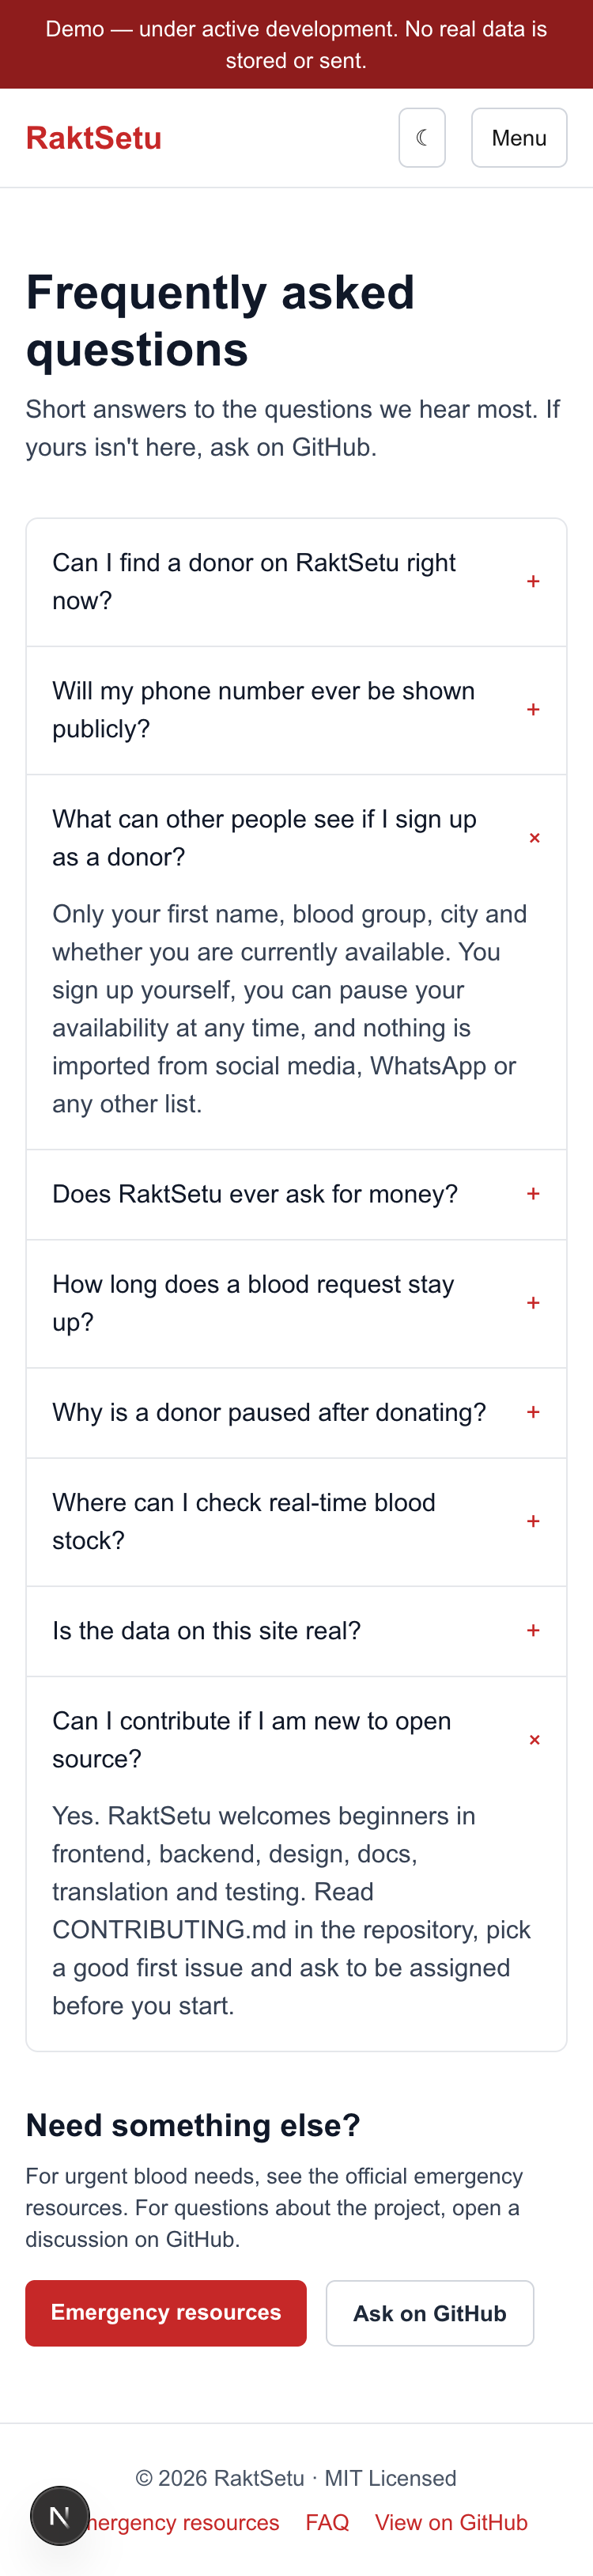 Demo — under active development. No real data is
stored or sent.
RaktSetu
☾
Menu
Frequently asked
questions
Short answers to the questions we hear most. If
yours isn't here, ask on GitHub.
Can I find a donor on RaktSetu right
now?
+
Will my phone number ever be shown
publicly?
+
What can other people see if I sign up
as a donor?
×
Only your first name, blood group, city and
whether you are currently available. You
sign up yourself, you can pause your
availability at any time, and nothing is
imported from social media, WhatsApp or
any other list.
Does RaktSetu ever ask for money?
+
How long does a blood request stay
up?
+
Why is a donor paused after donating?
+
Where can I check real-time blood
stock?
+
Is the data on this site real?
+
Can I contribute if I am new to open
source?
×
Yes. RaktSetu welcomes beginners in
frontend, backend, design, docs,
translation and testing. Read
CONTRIBUTING.md in the repository, pick
a good first issue and ask to be assigned
before you start.
Need something else?
For urgent blood needs, see the official emergency
resources. For questions about the project, open a
discussion on GitHub.
Emergency resources
Ask on GitHub
© 2026 RaktSetu · MIT Licensed
N
mergency resources FAQ View on GitHub